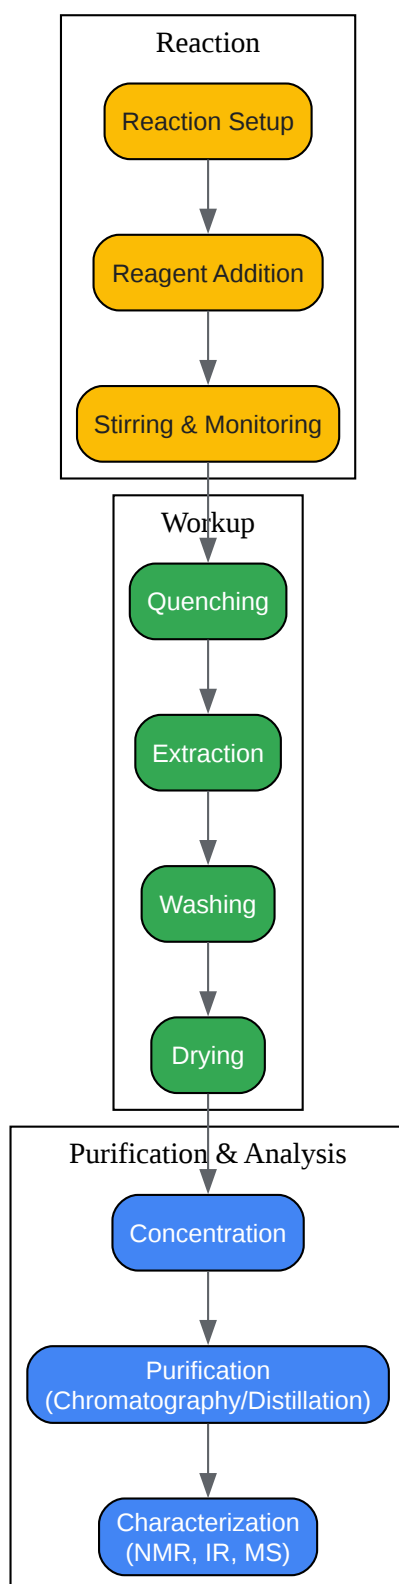 Reaction
Reaction Setup
Reagent Addition
Stirring & Monitoring
Workup
Quenching
Extraction
Washing
Drying
Purification & Analysis
Concentration
Purification
(Chromatography/Distillation)
Characterization
(NMR, IR, MS)